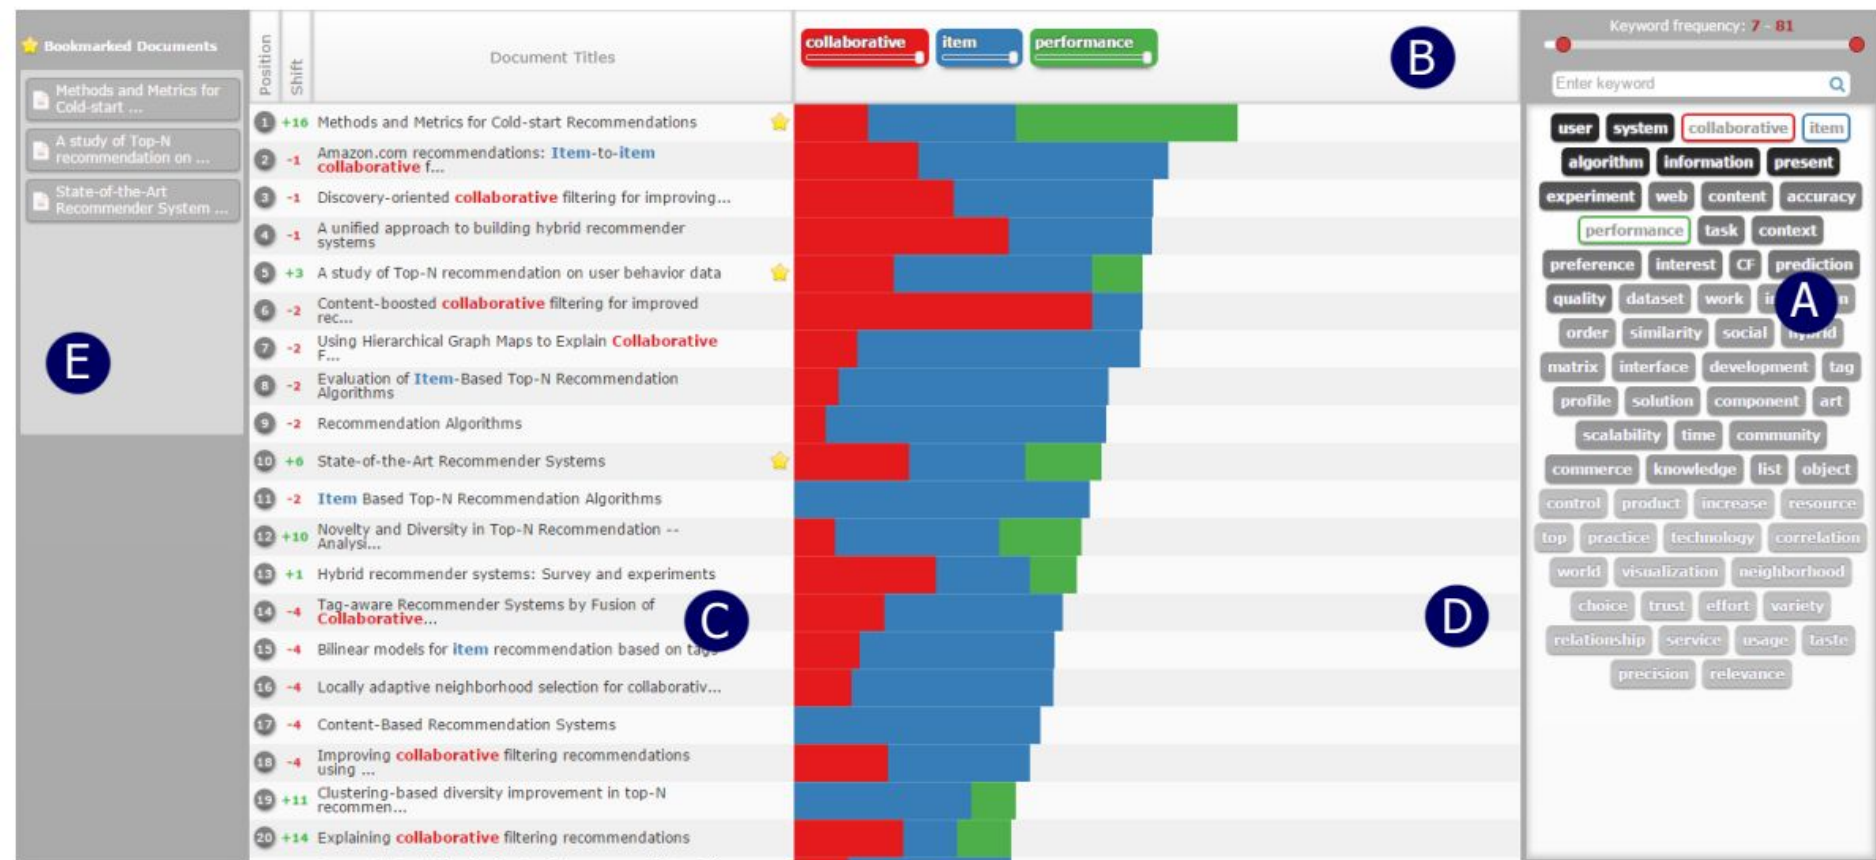 Bookmarked Documents
Methods and Metrics for
Cold-start ...
A study of Top-N
recommendation on ...
State-of-the-Art
Recommender System ...
E
Position
Shift
Document Titles
1 +16 Methods and Metrics for Cold-start Recommendations
2 -1 Amazon.com recommendations: Item-to-item
collaborative f...
3 -1 Discovery-oriented collaborative filtering for improving...
4 -1 A unified approach to building hybrid recommender
systems
5 +3 A study of Top-N recommendation on user behavior data
6 -2 Content-boosted collaborative filtering for improved
rec...
7 -2 Using Hierarchical Graph Maps to Explain Collaborative
F...
8 -2 Evaluation of Item-Based Top-N Recommendation
Algorithms
9 -2 Recommendation Algorithms
10 +6 State-of-the-Art Recommender Systems
11 -2 Item Based Top-N Recommendation Algorithms
12 +10 Novelty and Diversity in Top-N Recommendation --
Analysi...
13 +1 Hybrid recommender systems: Survey and experiments
14 -4 Tag-aware Recommender Systems by Fusion of
Collaborative...
15 -4 Bilinear models for item recommendation based on tags
16 -4 Locally adaptive neighborhood selection for collaborativ...
17 -4 Content-Based Recommendation Systems
18 -4 Improving collaborative filtering recommendations
using ...
19 +11 Clustering-based diversity improvement in top-N
recommen...
20 +14 Explaining collaborative filtering recommendations
C
collaborative item performance
B
D
Keyword frequency: 7 - 81
Enter keyword
user system collaborative item
algorithm information present
experiment web content accuracy
performance task context
preference interest CF prediction
quality dataset work
A
order similarity social hybrid
matrix interface development tag
profile solution component art
scalability time community
commerce knowledge list object
control product increase resource
top practice technology correlation
world visualization neighborhood
choice trust effort variety
relationship service usage taste
precision relevance